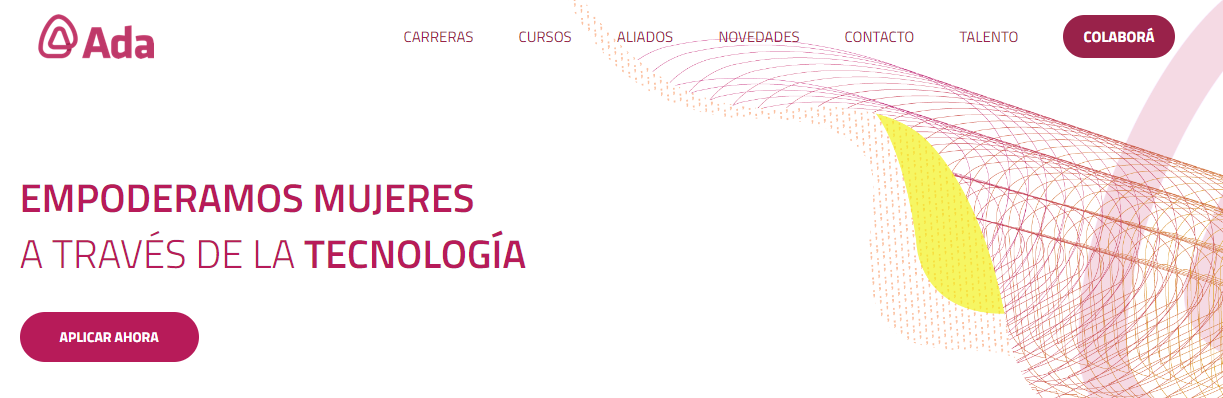 Ada
CARRERAS CURSOS ALIADOS NOVEDADES CONTACTO TALENTO COLABORÁ
EMPODERAMOS MUJERES
A TRAVÉS DE LA TECNOLOGÍA
APLICAR AHORA